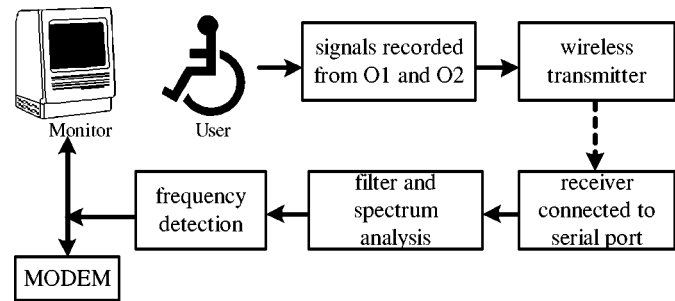 signals recorded
from O1 and O2
wireless
transmitter
Monitor
User
frequency
detection
filter and
spectrum
analysis
receiver
connected to
serial port
MODEM